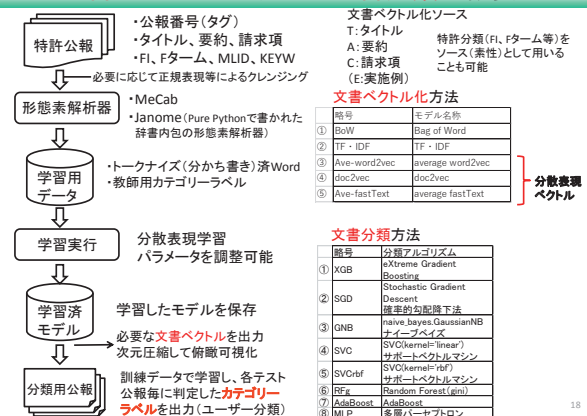 特許公報
・公報番号(タグ)
・タイトル、要約、請求項
・FI、Fターム、MLID、KEYW
必要に応じて正規表現等によるクレンジング
形態素解析器
・MeCab
・Janome(Pure Pythonで書かれた
辞書内包の形態素解析器)
学習用
データ
・トークナイズ(分かち書き)済Word
・教師用カテゴリーラベル
学習実行
分散表現学習
パラメータを調整可能
学習済
モデル
学習したモデルを保存
必要な文書ベクトルを出力
次元圧縮して俯瞰可視化
分類用公報
訓練データで学習し、各テスト
公報毎に判定したカテゴリー
ラベルを出力(ユーザー分類)
文書ベクトル化ソース
T:タイトル
A:要約
C:請求項
(E:実施例)
特許分類(FI、Fターム等)を
ソース(素性)として用いる
ことも可能
文書ベクトル化方法
略号 モデル名称
① BoW Bag of Word
② TF・IDF TF・IDF
③ Ave-word2vec average word2vec
④ doc2vec doc2vec
⑤ Ave-fastText average fastText
分散表現
ベクトル
文書分類方法
略号 分類アルゴリズム
① XGB eXtreme Gradient
Boosting
② SGD Stochastic Gradient
Descent
確率的勾配降下法
③ GNB naive_bayes.GaussianNB
ナイーブベイズ
④ SVC SVC(kernel='linear')
サポートベクトルマシン
⑤ SVCrbf SVC(kernel='rbf')
サポートベクトルマシン
⑥ RFg Random Forest(gini)
⑦ AdaBoost AdaBoost
⑧ MLP 多層パーセプトロン
18